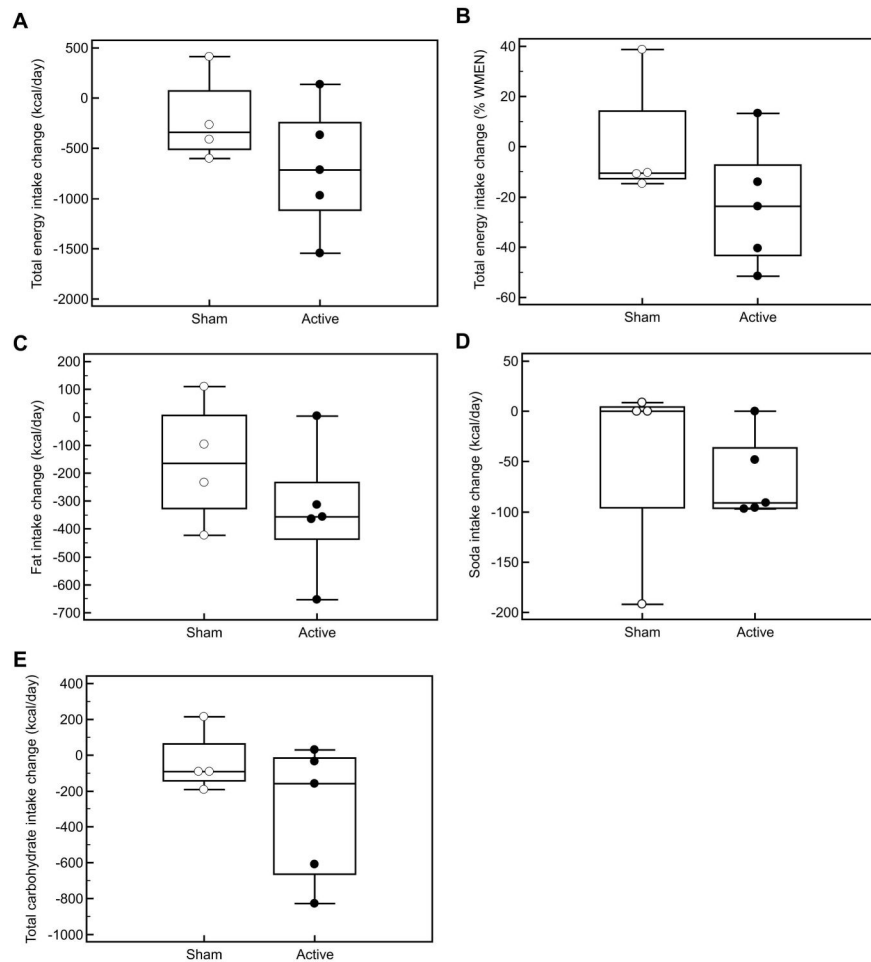 A
Total energy intake change (kcal/day)
500
0
-500
-1000
-1500
-2000
Sham Active
B
Total energy intake change (% WMEN)
40
20
0
-20
-40
-60
Sham Active
C
Fat intake change (kcal/day)
200
100
0
-100
-200
-300
-400
-500
-600
-700
Sham Active
D
Soda intake change (kcal/day)
50
0
-50
-100
-150
-200
Sham Active
E
Total carbohydrate intake change (kcal/day)
400
200
0
-200
-400
-600
-800
-1000
Sham Active